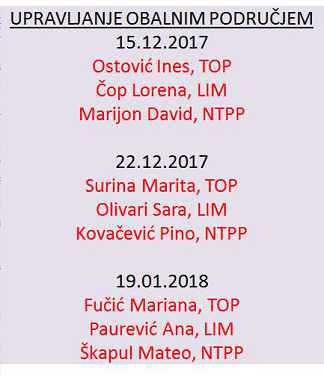 UPRAVLJANJE OBALNIM PODRUČJEM
15.12.2017
Ostović Ines, TOP
Čop Lorena, LIM
Marijon David, NTPP
22.12.2017
Surina Marita, TOP
Olivari Sara, LIM
Kovačević Pino, NTPP
19.01.2018
Fučić Mariana, TOP
Paurević Ana, LIM
Škapul Mateo, NTPP